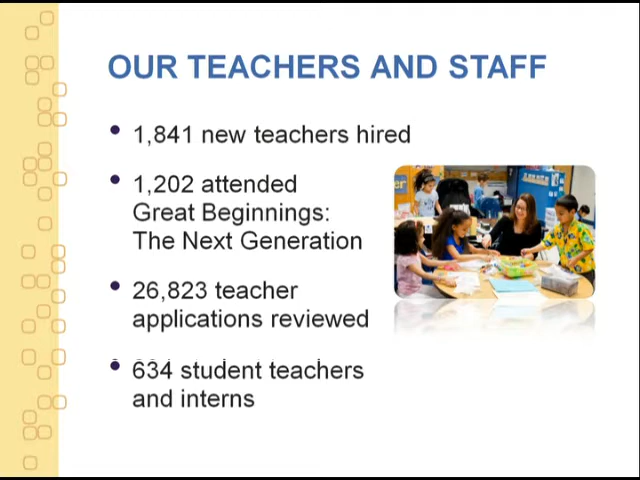 OUR TEACHERS AND STAFF
• 1,841 new teachers hired
• 1,202 attended
Great Beginnings:
The Next Generation
• 26,823 teacher
applications reviewed
• 634 student teachers
and interns